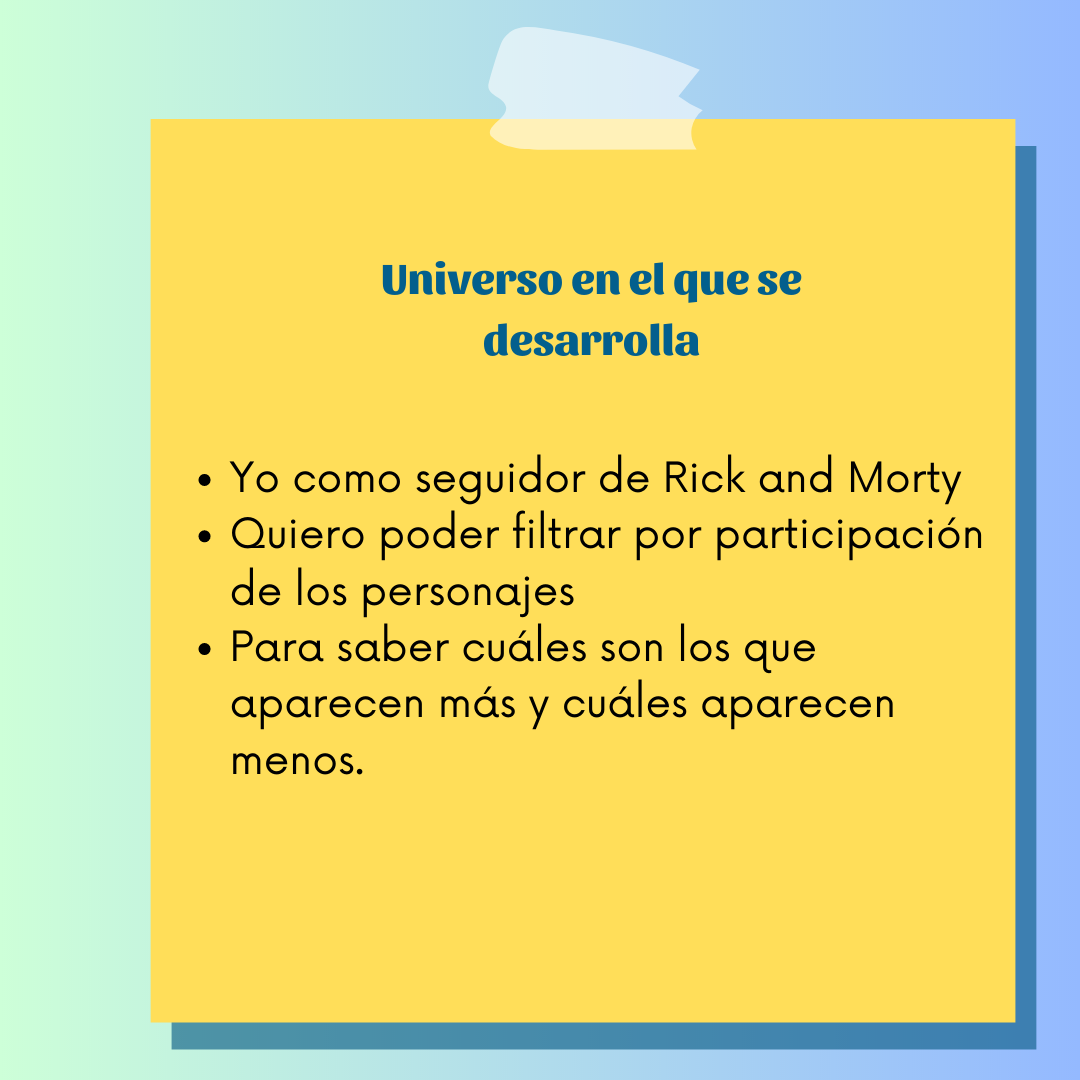 Universo en el que se
desarrolla
• Yo como seguidor de Rick and Morty
• Quiero poder filtrar por participación
de los personajes
• Para saber cuáles son los que
aparecen más y cuáles aparecen
menos.